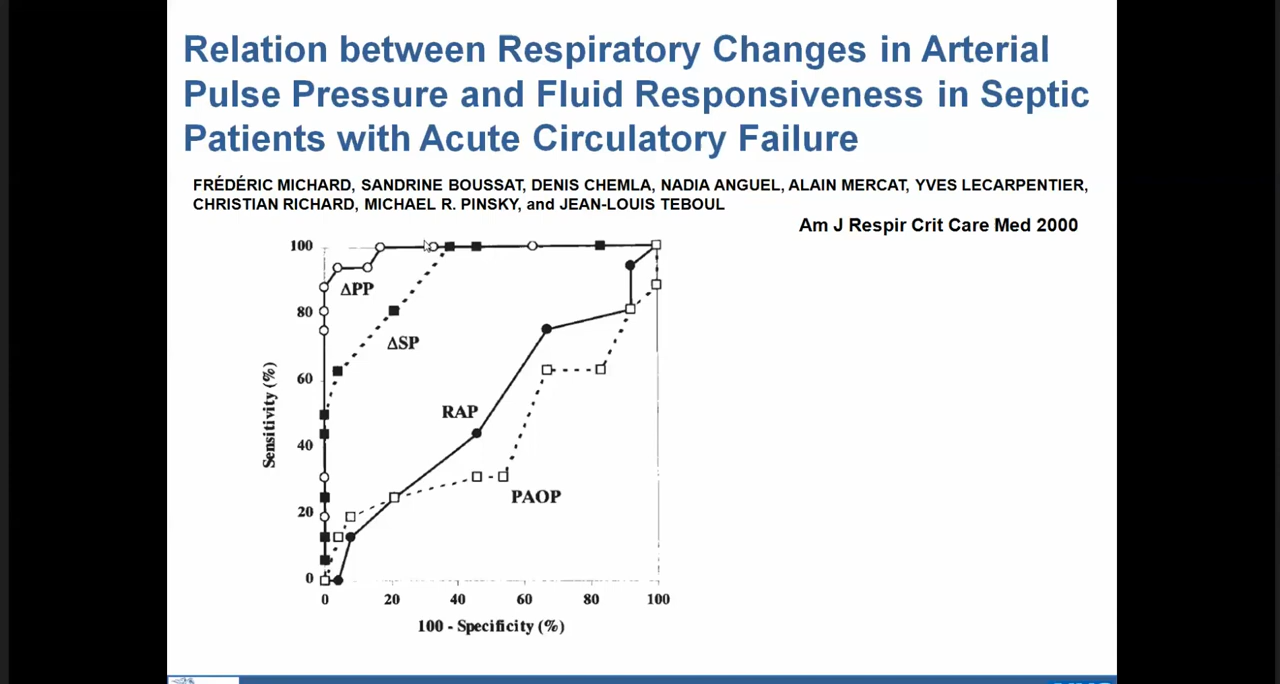 Relation between Respiratory Changes in Arterial
Pulse Pressure and Fluid Responsiveness in Septic
Patients with Acute Circulatory Failure
FRÉDÉRIC MICHARD, SANDRINE BOUSSAT, DENIS CHEMLA, NADIA ANGUEL, ALAIN MERCAT, YVES LECARPENTIER,
CHRISTIAN RICHARD, MICHAEL R. PINSKY, and JEAN-LOUIS TEBOUL
Am J Respir Crit Care Med 2000
100
ΔPP
80
ΔSP
60
Sensitivity (%)
RAP
40
PAOP
20
0
0 20 40 60 80 100
100 - Specificity (%)